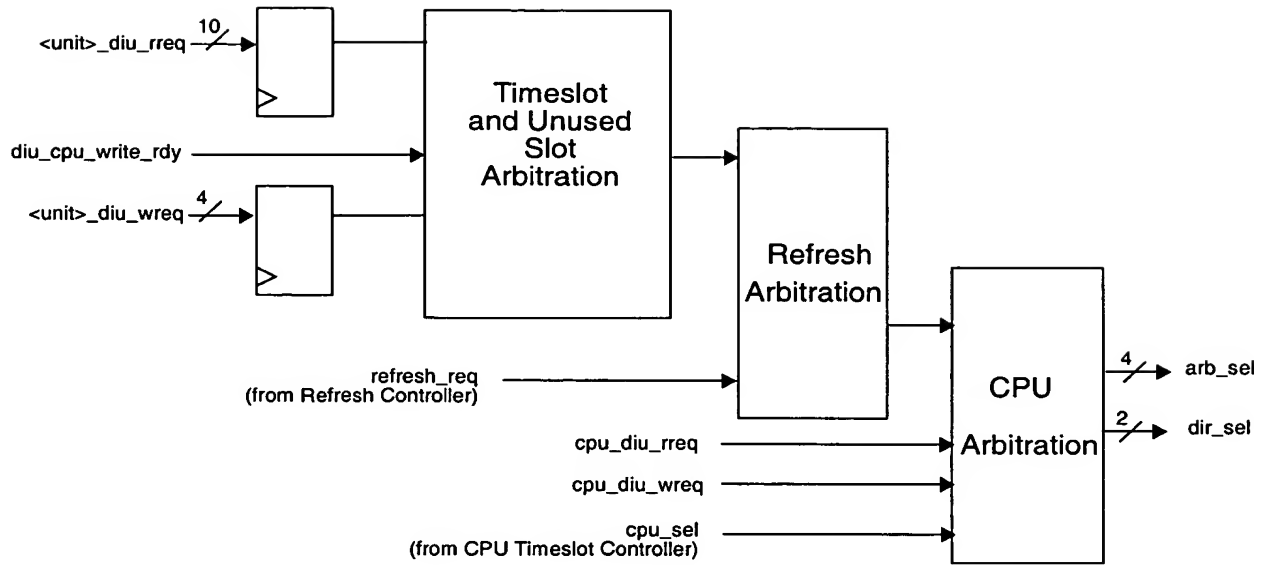 <unit>_diu_rreq
10
diu_cpu_write_rdy
<unit>_diu_wreq
4
Timeslot
and Unused
Slot
Arbitration
Refresh
Arbitration
refresh_req
(from Refresh Controller)
cpu_diu_rreq
cpu_diu_wreq
cpu_sel
(from CPU Timeslot Controller)
CPU
Arbitration
4
arb_sel
2
dir_sel